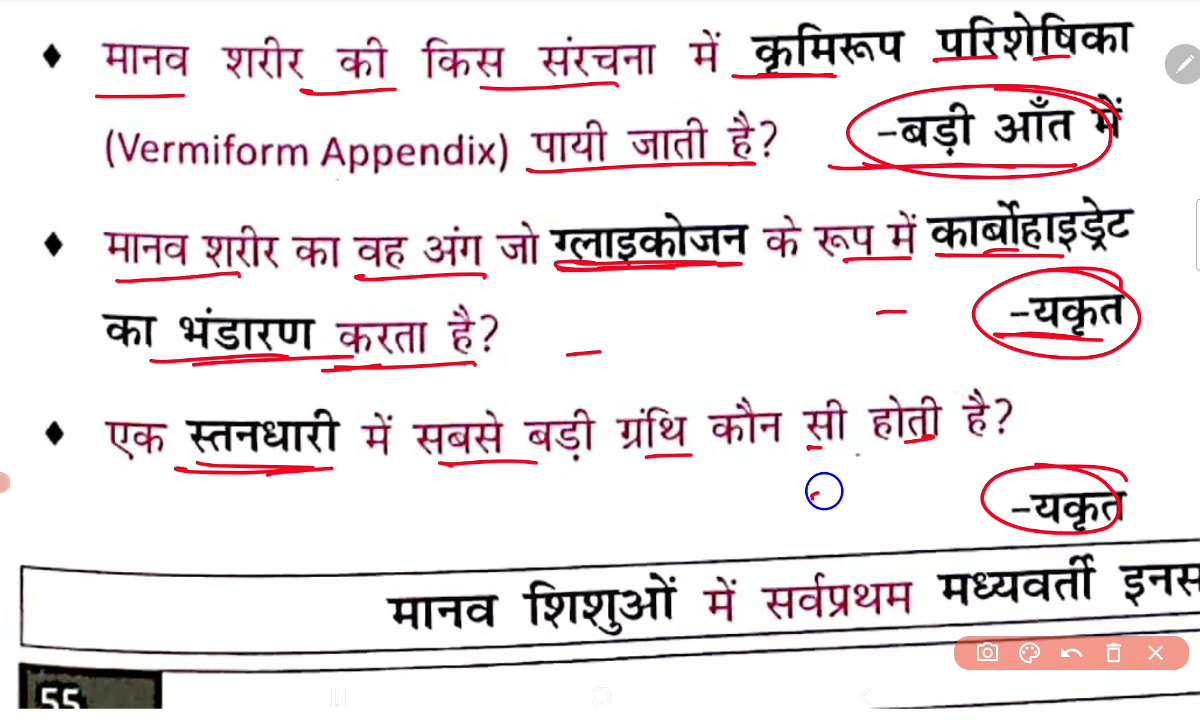 ♦ मानव शरीर की किस संरचना में कृमिरूप परिशेषिका
(Vermiform Appendix) पायी जाती है? –बड़ी आँत में
♦ मानव शरीर का वह अंग जो ग्लाइकोजन के रूप में कार्बोहाइड्रेट
का भंडारण करता है? –यकृत
♦ एक स्तनधारी में सबसे बड़ी ग्रंथि कौन सी होती है?
–यकृत
मानव शिशुओं में सर्वप्रथम मध्यवर्ती इनस
55